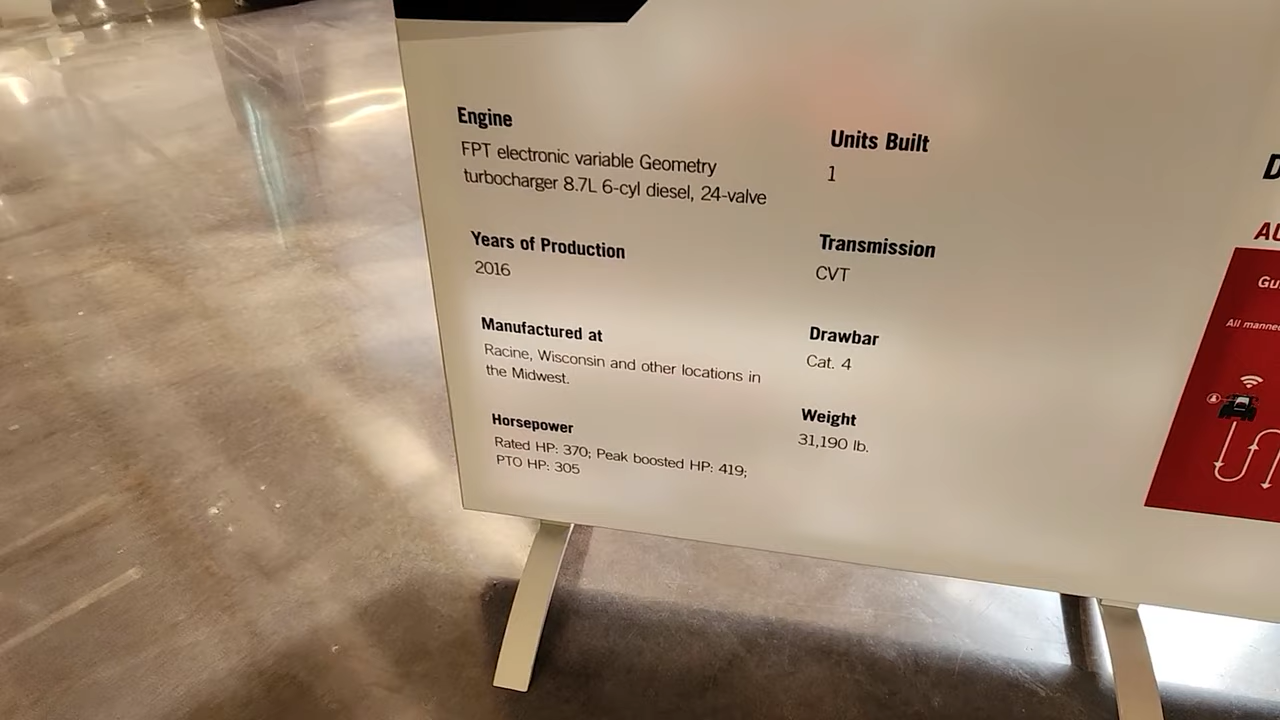 Engine
FPT electronic variable Geometry
turbocharger 8.7L 6-cyl diesel, 24-valve
Years of Production
2016
Manufactured at
Racine, Wisconsin and other locations in
the Midwest.
Horsepower
Rated HP: 370; Peak boosted HP: 419;
PTO HP: 305
Units Built
1
Transmission
CVT
Drawbar
Cat. 4
Weight
31,190 lb.
All manne